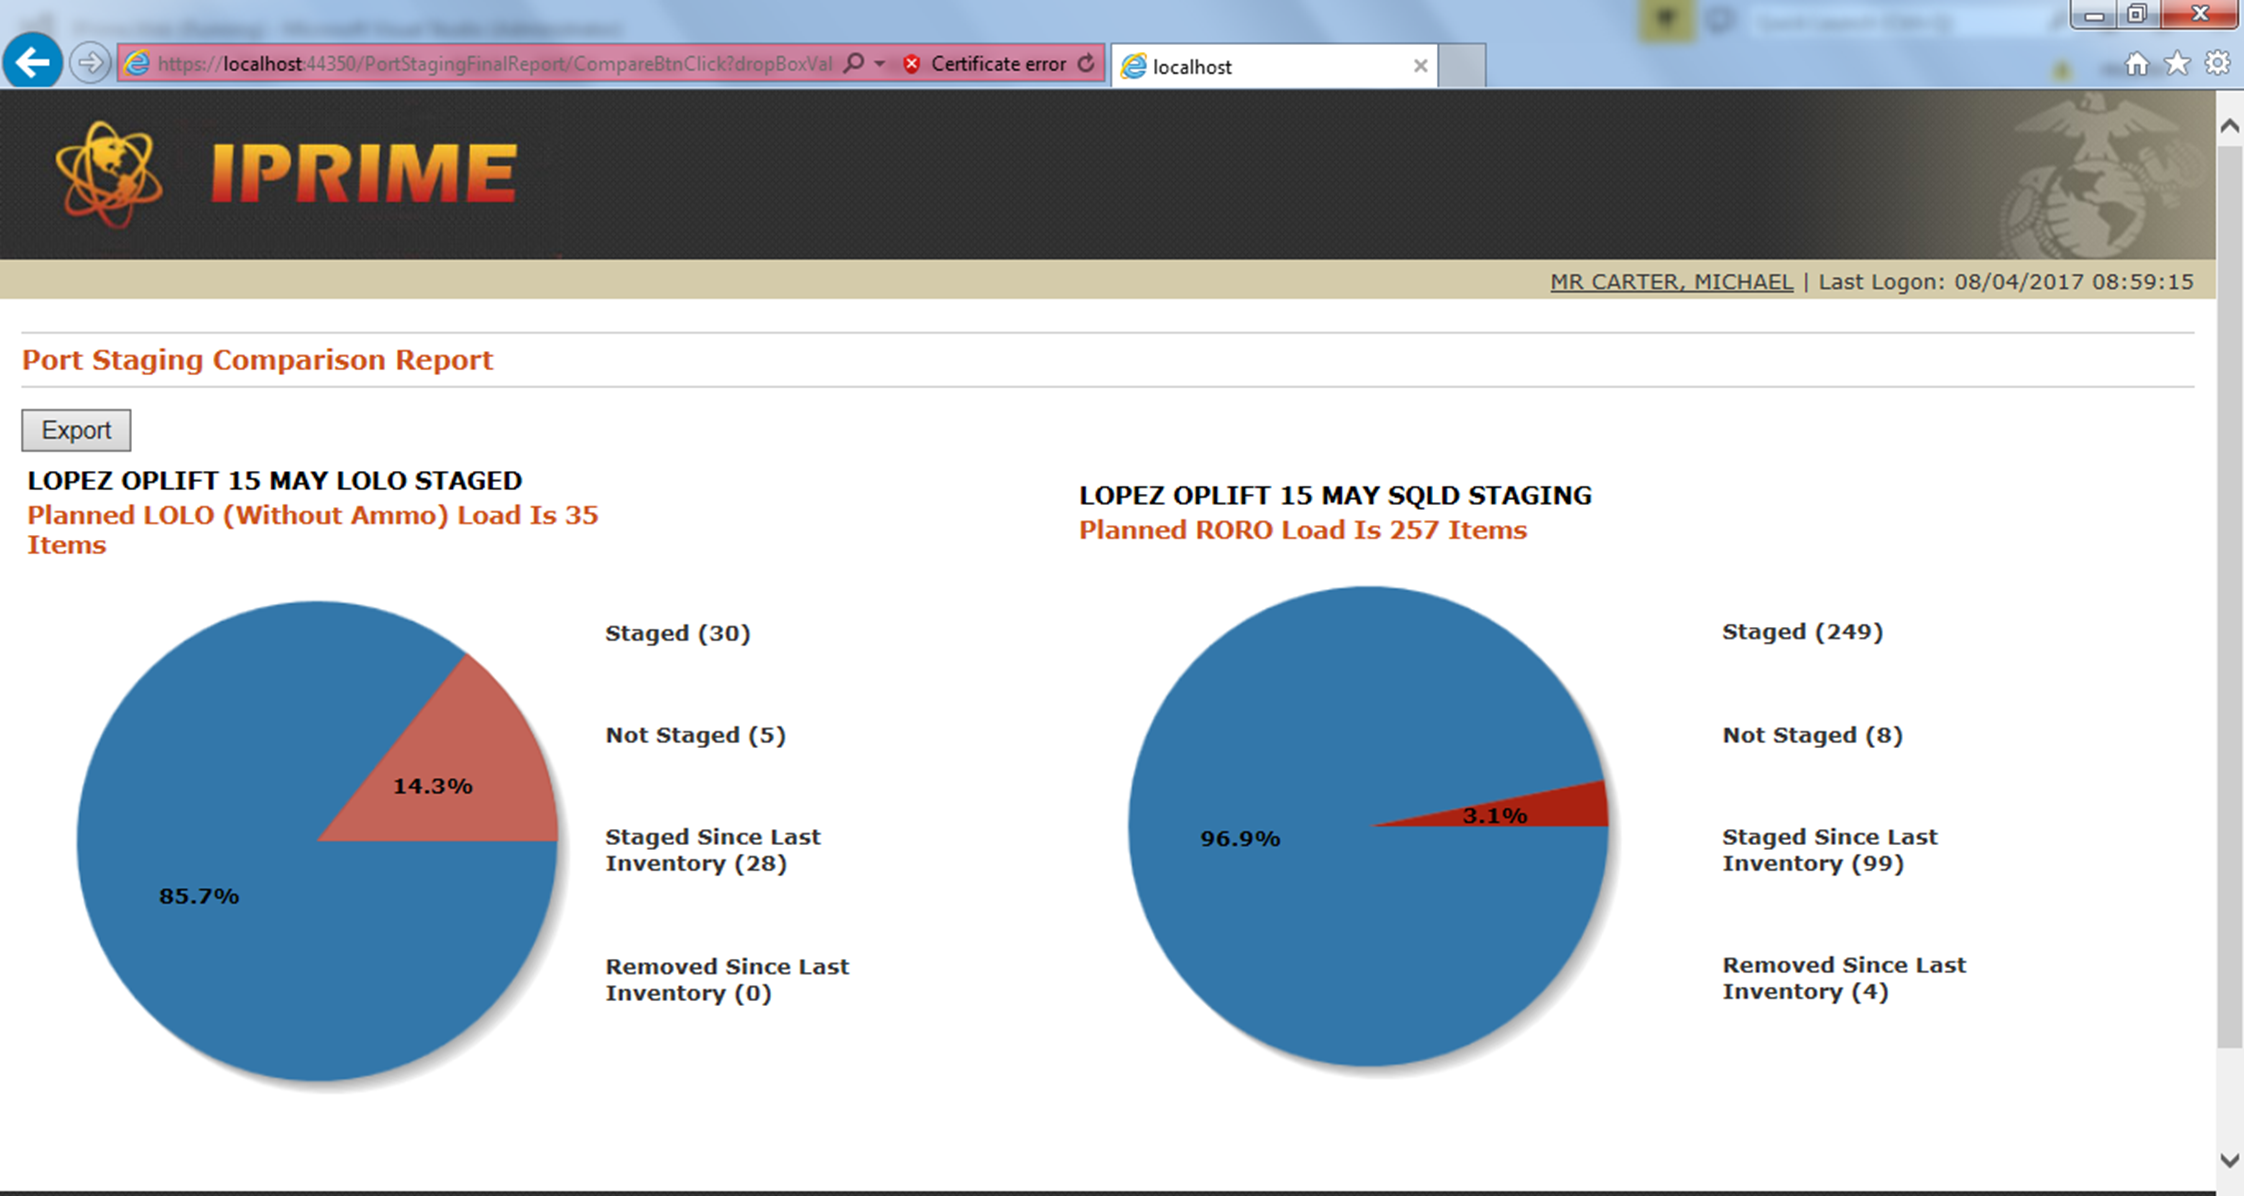 https://localhost:44350/PortStagingFinalReport/CompareBtnClick?dropBoxVal
Certificate error
localhost
IPRIME
MR CARTER, MICHAEL | Last Logon: 08/04/2017 08:59:15
Port Staging Comparison Report
Export
LOPEZ OPLIFT 15 MAY LOLO STAGED
Planned LOLO (Without Ammo) Load Is 35
Items
14.3%
85.7%
Staged (30)
Not Staged (5)
Staged Since Last
Inventory (28)
Removed Since Last
Inventory (0)
LOPEZ OPLIFT 15 MAY SQLD STAGING
Planned RORO Load Is 257 Items
3.1%
96.9%
Staged (249)
Not Staged (8)
Staged Since Last
Inventory (99)
Removed Since Last
Inventory (4)